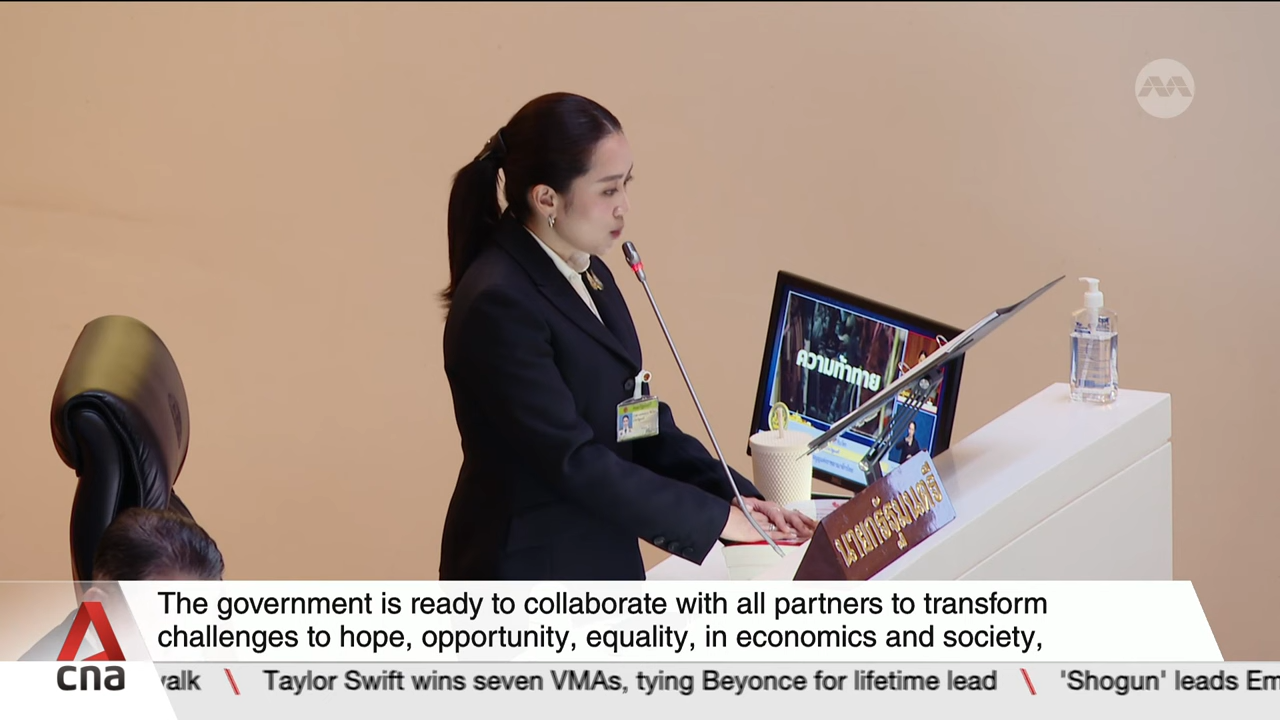 ความท้าทาย
นายกรัฐมนตรี
The government is ready to collaborate with all partners to transform
challenges to hope, opportunity, equality, in economics and society,
cna
valk \ Taylor Swift wins seven VMAs, tying Beyonce for lifetime lead \ 'Shogun' leads Em